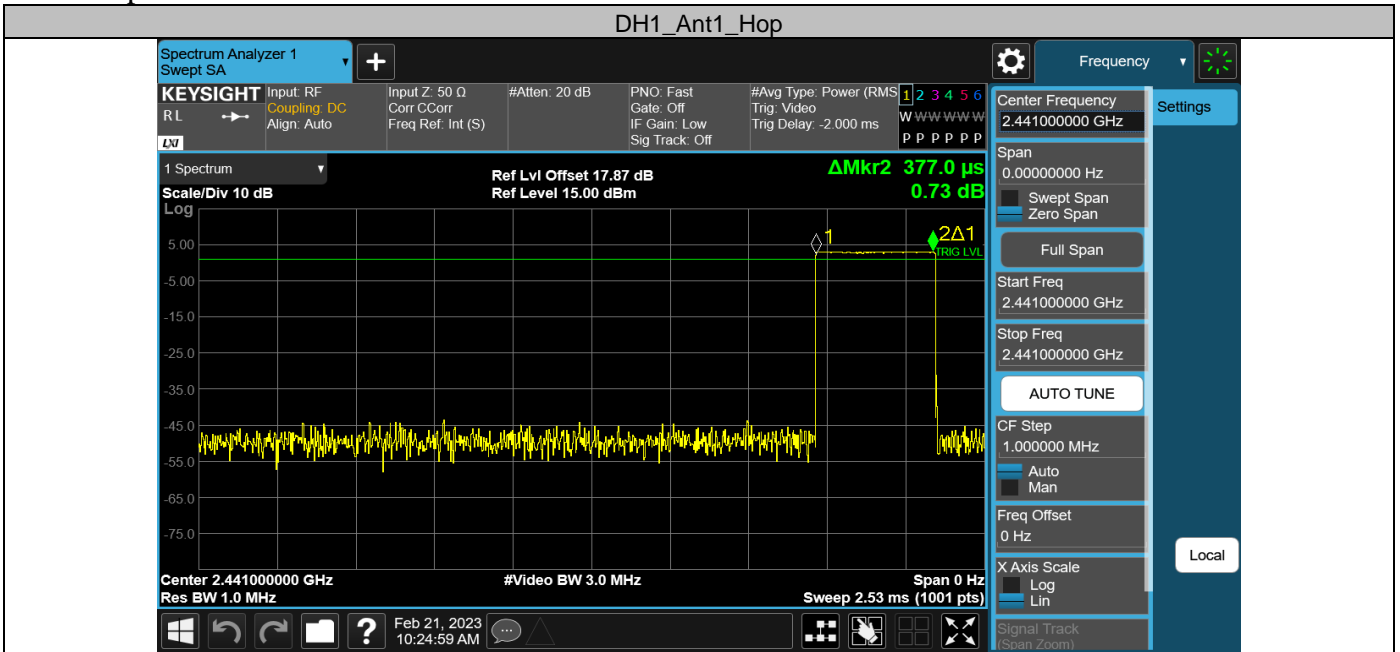 DH1_Ant1_Hop
Spectrum Analyzer 1
Swept SA
Frequency
KEYSIGHT
RL
LXI
Input: RF
Coupling: DC
Align: Auto
Input Z: 50 Ω
Corr CCorr
Freq Ref: Int (S)
#Atten: 20 dB
PNO: Fast
Gate: Off
IF Gain: Low
Sig Track: Off
#Avg Type: Power (RMS
Trig: Video
Trig Delay: -2.000 ms
1 2 3 4 5 6
W W W W W W
P P P P P P
1 Spectrum
Scale/Div 10 dB
Log
Ref Lvl Offset 17.87 dB
Ref Level 15.00 dBm
ΔMkr2 377.0 µs
0.73 dB
1
2Δ1
TRIG LVL
5.00
-5.00
-15.0
-25.0
-35.0
-45.0
-55.0
-65.0
-75.0
Center 2.441000000 GHz
Res BW 1.0 MHz
#Video BW 3.0 MHz
Span 0 Hz
Sweep 2.53 ms (1001 pts)
Center Frequency
2.441000000 GHz
Settings
Span
0.00000000 Hz
Swept Span
Zero Span
Full Span
Start Freq
2.441000000 GHz
Stop Freq
2.441000000 GHz
AUTO TUNE
CF Step
1.000000 MHz
Auto
Man
Freq Offset
0 Hz
Local
X Axis Scale
Log
Lin
Signal Track
(Span Zoom)
?
Feb 21, 2023
10:24:59 AM